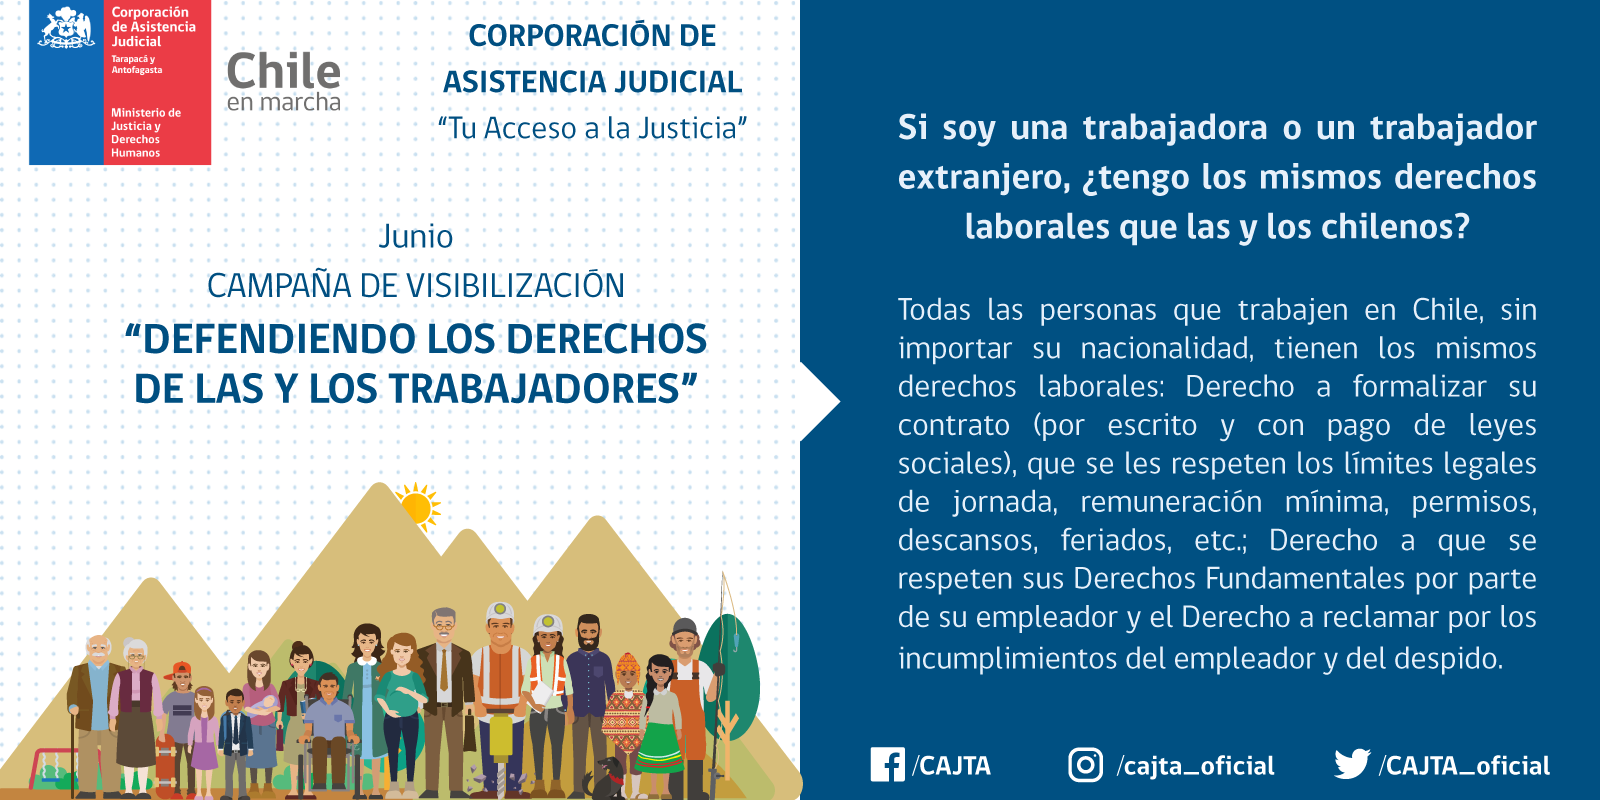 Corporación
de Asistencia
Judicial
Tarapacá y
Antofagasta
Ministerio de
Justicia y
Derechos
Humanos
Chile
en marcha
CORPORACIÓN DE
ASISTENCIA JUDICIAL
“Tu Acceso a la Justicia”
Junio
CAMPAÑA DE VISIBILIZACIÓN
“DEFENDIENDO LOS DERECHOS
DE LAS Y LOS TRABAJADORES”
Si soy una trabajadora o un trabajador
extranjero, ¿tengo los mismos derechos
laborales que las y los chilenos?
Todas las personas que trabajen en Chile, sin
importar su nacionalidad, tienen los mismos
derechos laborales: Derecho a formalizar su
contrato (por escrito y con pago de leyes
sociales), que se les respeten los límites legales
de jornada, remuneración mínima, permisos,
descansos, feriados, etc.; Derecho a que se
respeten sus Derechos Fundamentales por parte
de su empleador y el Derecho a reclamar por los
incumplimientos del empleador y del despido.
/CAJTA
/cajta_oficial
/CAJTA_oficial